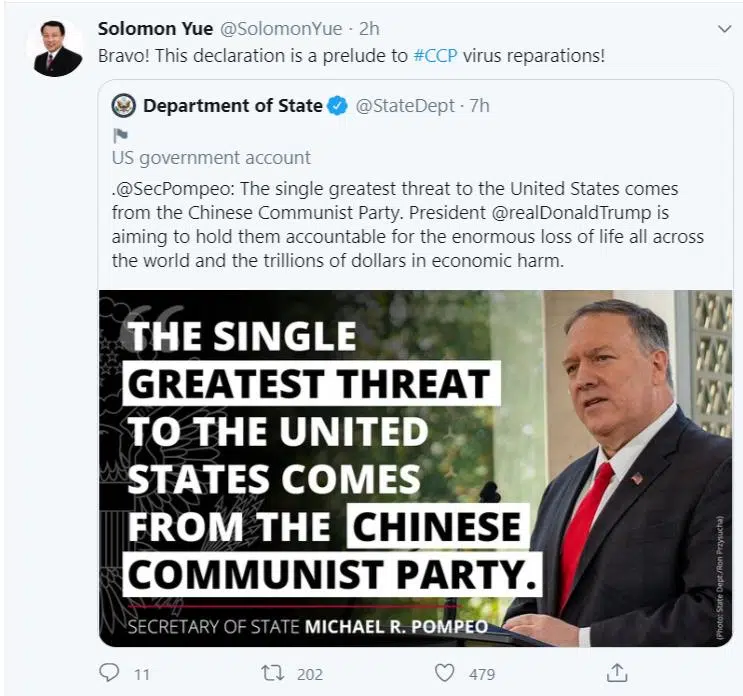 Solomon Yue @SolomonYue · 2h
Bravo! This declaration is a prelude to #CCP virus reparations!
Department of State @StateDept · 7h
US government account
.@SecPompeo: The single greatest threat to the United States comes
from the Chinese Communist Party. President @realDonaldTrump is
aiming to hold them accountable for the enormous loss of life all across
the world and the trillions of dollars in economic harm.
“
THE SINGLE
GREATEST THREAT
TO THE UNITED
STATES COMES
FROM THE CHINESE
COMMUNIST PARTY.
SECRETARY OF STATE MICHAEL R. POMPEO
(Photo: State Dept./Ron Przysucha)
11 202 479